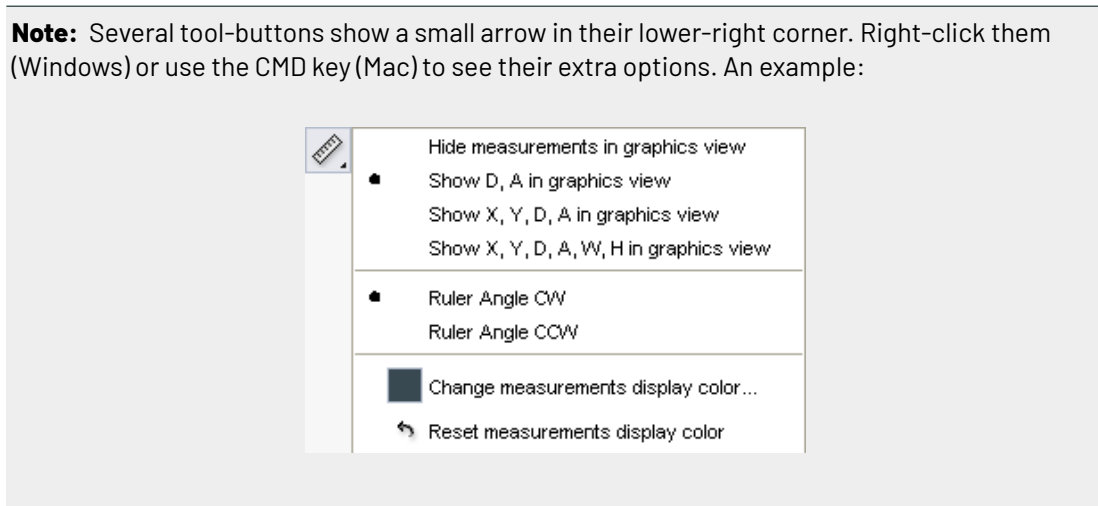 Note: Several tool-buttons show a small arrow in their lower-right corner. Right-click them
(Windows) or use the CMD key (Mac) to see their extra options. An example:
Hide measurements in graphics view
Show D, A in graphics view
Show X, Y, D, A in graphics view
Show X, Y, D, A, W, H in graphics view
Ruler Angle CW
Ruler Angle CCW
Change measurements display color...
Reset measurements display color